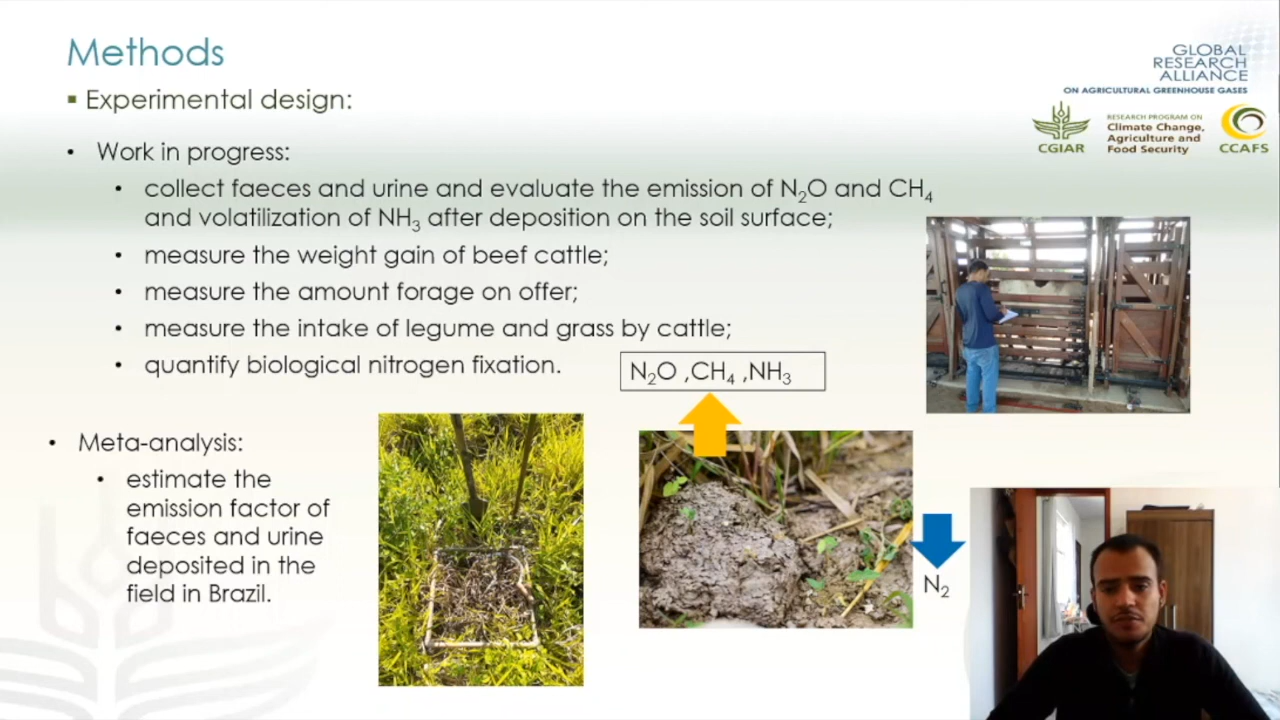 Methods
GLOBAL
RESEARCH
ALLIANCE
ON AGRICULTURAL GREENHOUSE GASES
▪ Experimental design:
CGIAR
RESEARCH PROGRAM ON
Climate Change,
Agriculture and
Food Security
CCAFS
• Work in progress:
• collect faeces and urine and evaluate the emission of N₂O and CH₄
and volatilization of NH₃ after deposition on the soil surface;
• measure the weight gain of beef cattle;
• measure the amount forage on offer;
• measure the intake of legume and grass by cattle;
• quantify biological nitrogen fixation.
N₂O ,CH₄ ,NH₃
• Meta-analysis:
• estimate the
emission factor of
faeces and urine
deposited in the
field in Brazil.
N₂